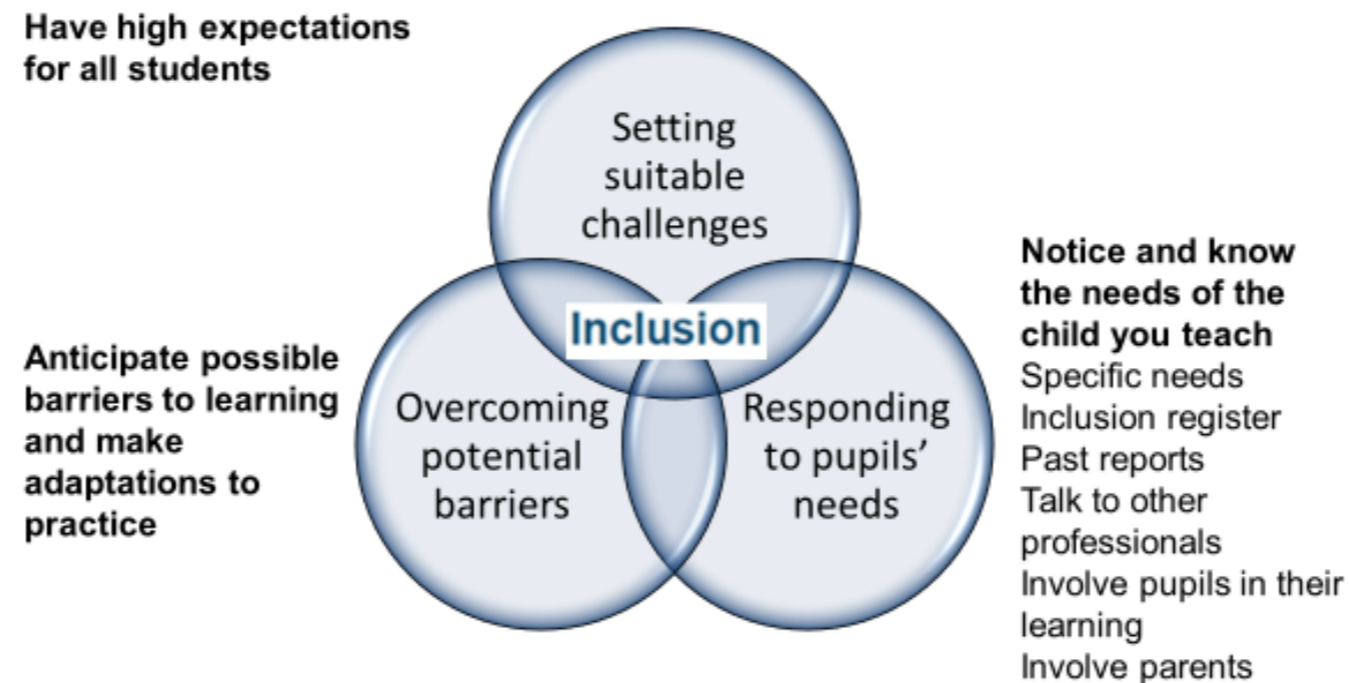 Have high expectations
for all students
Setting
suitable
challenges
Inclusion
Anticipate possible
barriers to learning
and make
adaptations to
practice
Overcoming
potential
barriers
Responding
to pupils’
needs
Notice and know
the needs of the
child you teach
Specific needs
Inclusion register
Past reports
Talk to other
professionals
Involve pupils in their
learning
Involve parents